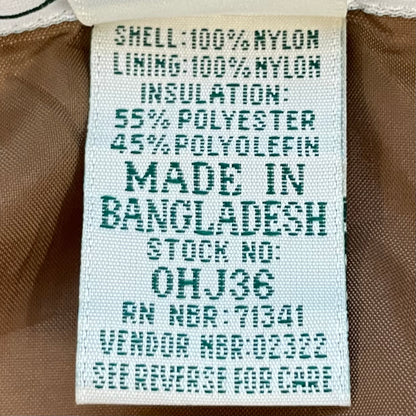 SHELL: 100% NYLON
LINING: 100% NYLON
INSULATION:
55% POLYESTER
45% POLYOLEFIN
MADE IN
BANGLADESH
STOCK NO:
0HJ36
RN NBR: 71341
VENDOR NBR: 02322
SEE REVERSE FOR CARE